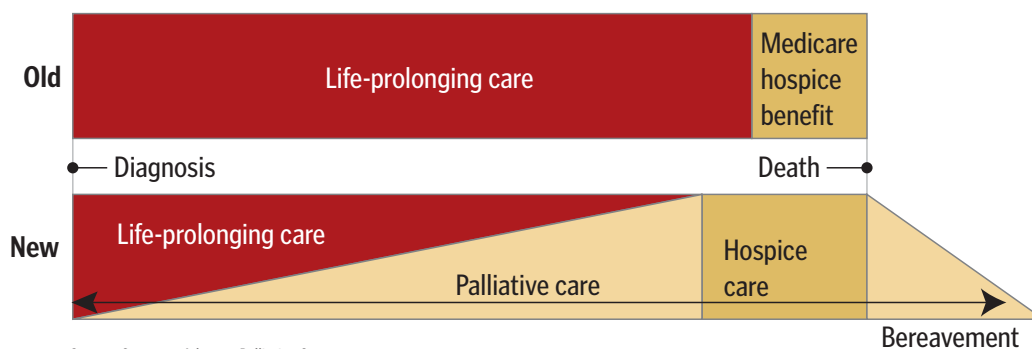 Old
Life-prolonging care
Medicare
hospice
benefit
Diagnosis
Death
New
Life-prolonging care
Palliative care
Hospice
care
Bereavement